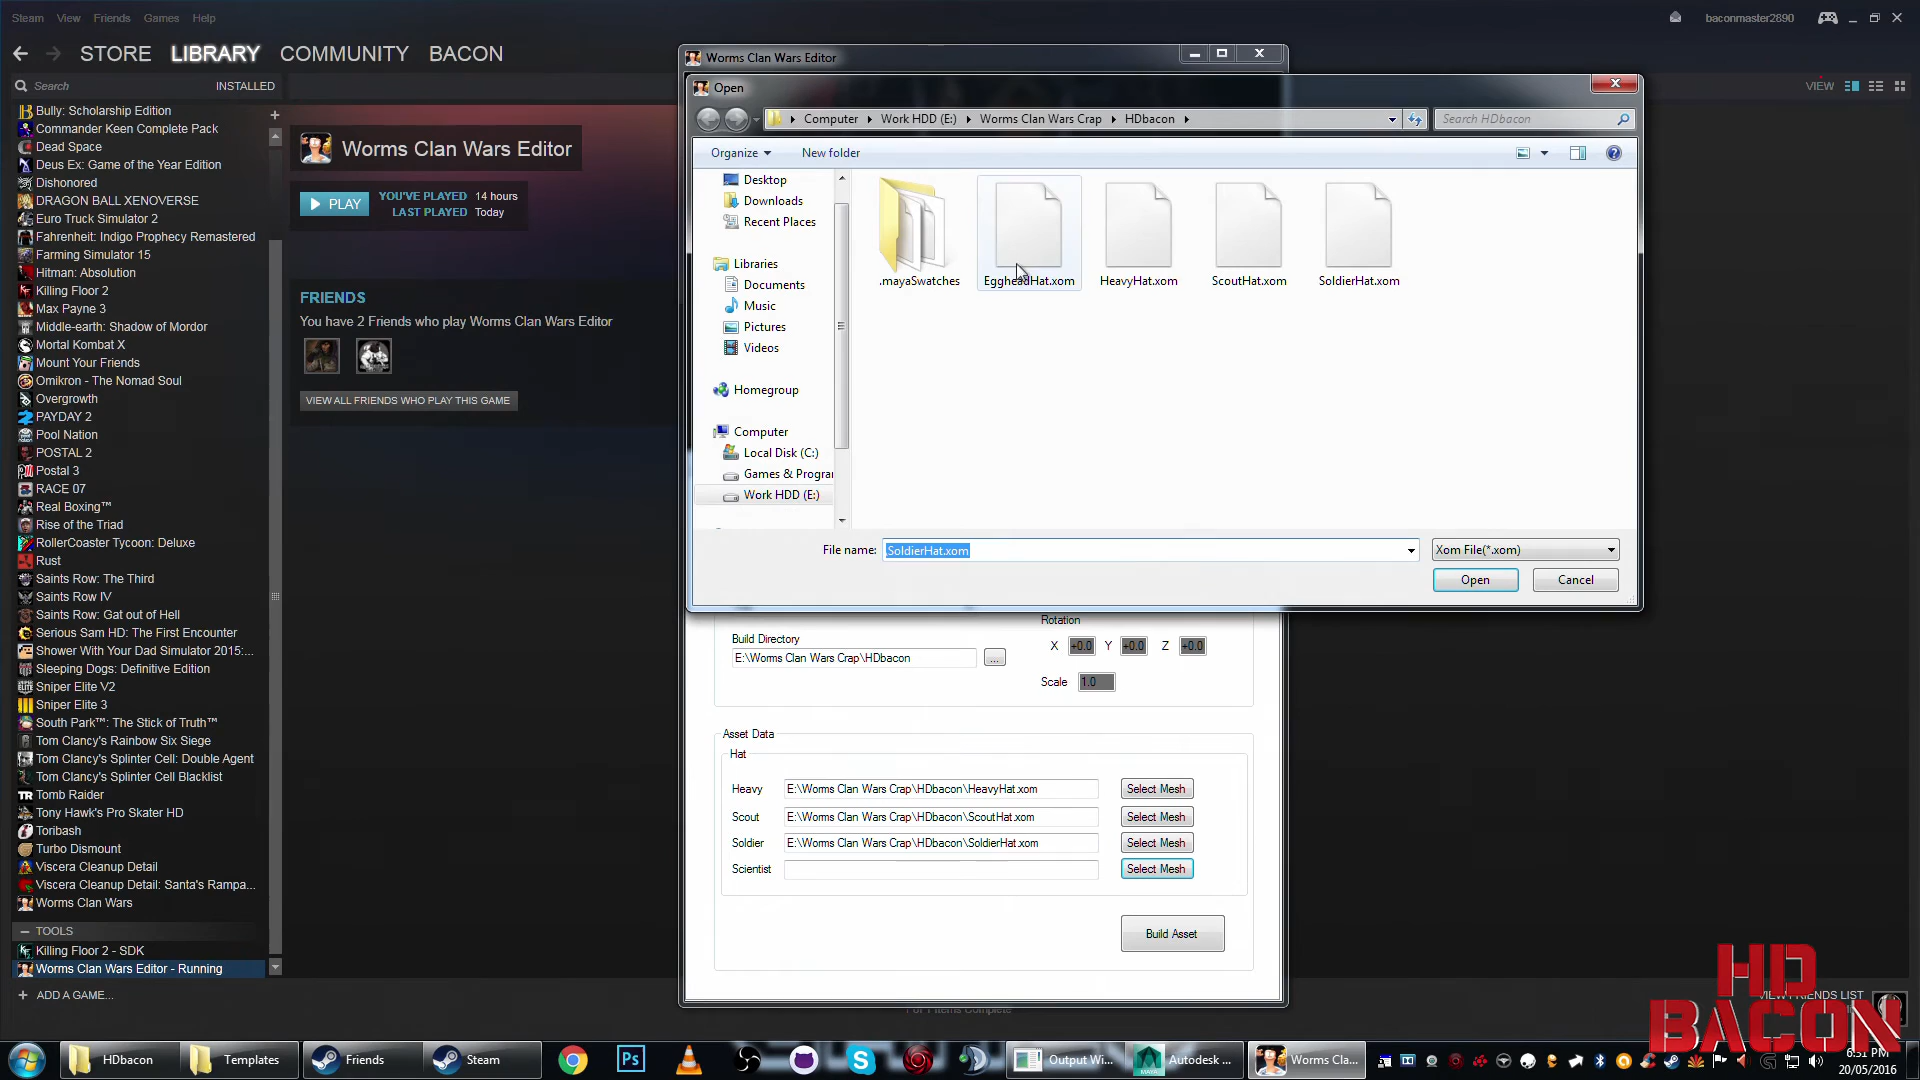 Steam View Friends Games Help
baconmaster2890
STORE LIBRARY COMMUNITY BACON
Search INSTALLED
VIEW
Bully: Scholarship Edition
Commander Keen Complete Pack
Dead Space
Deus Ex: Game of the Year Edition
Dishonored
DRAGON BALL XENOVERSE
Euro Truck Simulator 2
Fahrenheit: Indigo Prophecy Remastered
Farming Simulator 15
Hitman: Absolution
Killing Floor 2
Max Payne 3
Middle-earth: Shadow of Mordor
Mortal Kombat X
Mount Your Friends
Omikron - The Nomad Soul
Overgrowth
PAYDAY 2
Pool Nation
POSTAL 2
Postal 3
RACE 07
Real Boxing™
Rise of the Triad
RollerCoaster Tycoon: Deluxe
Rust
Saints Row: The Third
Saints Row IV
Saints Row: Gat out of Hell
Serious Sam HD: The First Encounter
Shower With Your Dad Simulator 2015:...
Sleeping Dogs: Definitive Edition
Sniper Elite V2
Sniper Elite 3
South Park™: The Stick of Truth™
Tom Clancy's Rainbow Six Siege
Tom Clancy's Splinter Cell: Double Agent
Tom Clancy's Splinter Cell Blacklist
Tomb Raider
Tony Hawk's Pro Skater HD
Toribash
Turbo Dismount
Viscera Cleanup Detail
Viscera Cleanup Detail: Santa's Rampa...
Worms Clan Wars
TOOLS
Killing Floor 2 - SDK
Worms Clan Wars Editor - Running
+ ADD A GAME...
Worms Clan Wars Editor
PLAY
YOU'VE PLAYED 14 hours
LAST PLAYED Today
FRIENDS
You have 2 Friends who play Worms Clan Wars Editor
VIEW ALL FRIENDS WHO PLAY THIS GAME
Worms Clan Wars Editor
Open
Computer Work HDD (E:) Worms Clan Wars Crap HDbacon
Search HDbacon
Organize New folder
Desktop
Downloads
Recent Places
Libraries
Documents
Music
Pictures
Videos
Homegroup
Computer
Local Disk (C:)
Games & Progra
Work HDD (E:)
.mayaSwatches EggheadHat.xom HeavyHat.xom ScoutHat.xom SoldierHat.xom
File name: SoldierHat.xom Xom File(*.xom)
Open Cancel
Rotation
Build Directory
X +0.0 Y +0.0 Z +0.0
E:\Worms Clan Wars Crap\HDbacon ...
Scale 1.0
Asset Data
Hat
Heavy E:\Worms Clan Wars Crap\HDbacon\HeavyHat.xom Select Mesh
Scout E:\Worms Clan Wars Crap\HDbacon\ScoutHat.xom Select Mesh
Soldier E:\Worms Clan Wars Crap\HDbacon\SoldierHat.xom Select Mesh
Scientist Select Mesh
Build Asset
VIEW FRIENDS LIST
HD
BACON
HDbacon Templates Friends Steam Ps Output Wi... Autodesk ... Worms Cla...
6:51 PM
20/05/2016